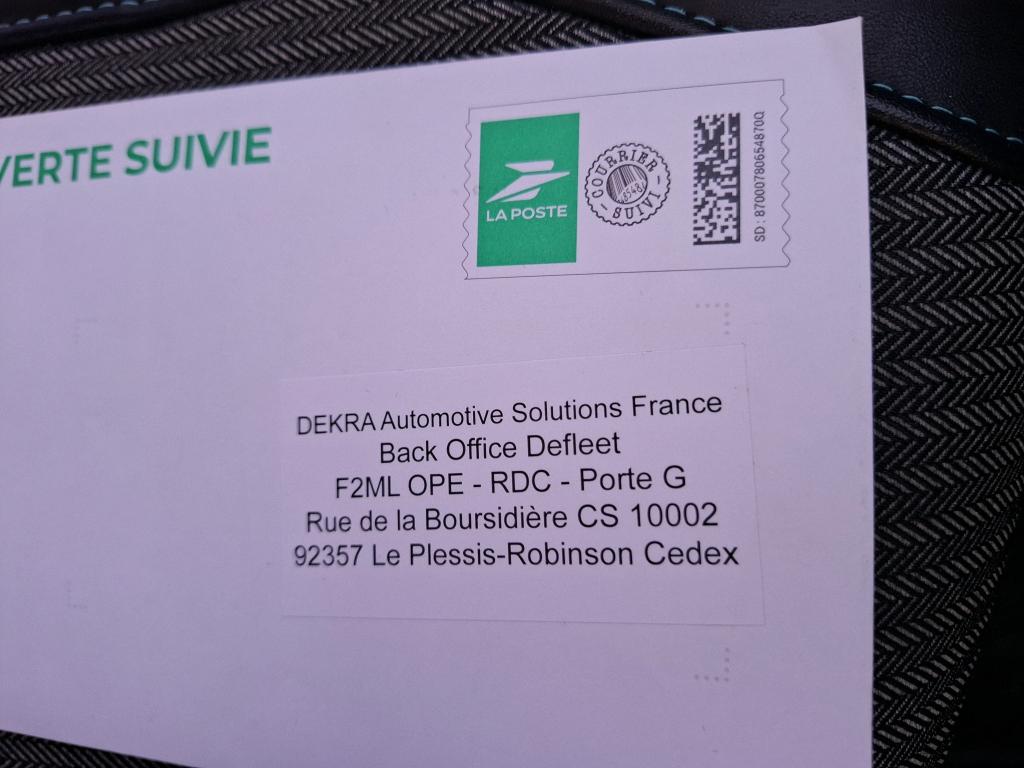 VERTE SUIVIE
LA POSTE
COURRIER
8548
SUIVI
SD : 87000780654870Q
DEKRA Automotive Solutions France
Back Office Defleet
F2ML OPE - RDC - Porte G
Rue de la Boursidière CS 10002
92357 Le Plessis-Robinson Cedex